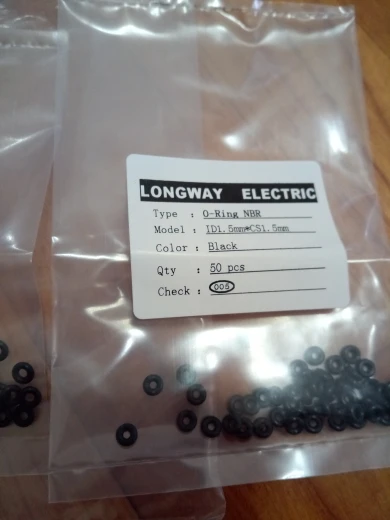 LONGWAY ELECTRIC
Type : O-Ring NBR
Model : ID1.5mm*CS1.5mm
Color : Black
Qty : 50 pcs
Check : 005